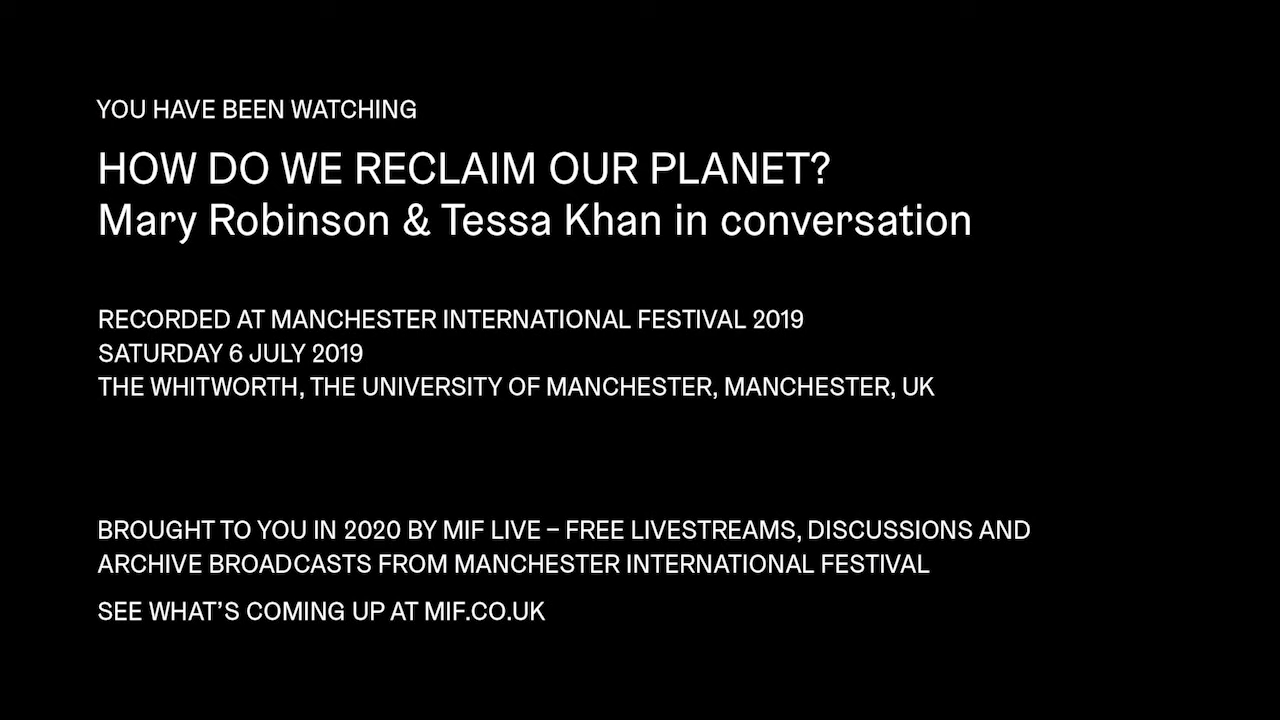 YOU HAVE BEEN WATCHING
HOW DO WE RECLAIM OUR PLANET?
Mary Robinson & Tessa Khan in conversation
RECORDED AT MANCHESTER INTERNATIONAL FESTIVAL 2019
SATURDAY 6 JULY 2019
THE WHITWORTH, THE UNIVERSITY OF MANCHESTER, MANCHESTER, UK
BROUGHT TO YOU IN 2020 BY MIF LIVE – FREE LIVESTREAMS, DISCUSSIONS AND
ARCHIVE BROADCASTS FROM MANCHESTER INTERNATIONAL FESTIVAL
SEE WHAT’S COMING UP AT MIF.CO.UK